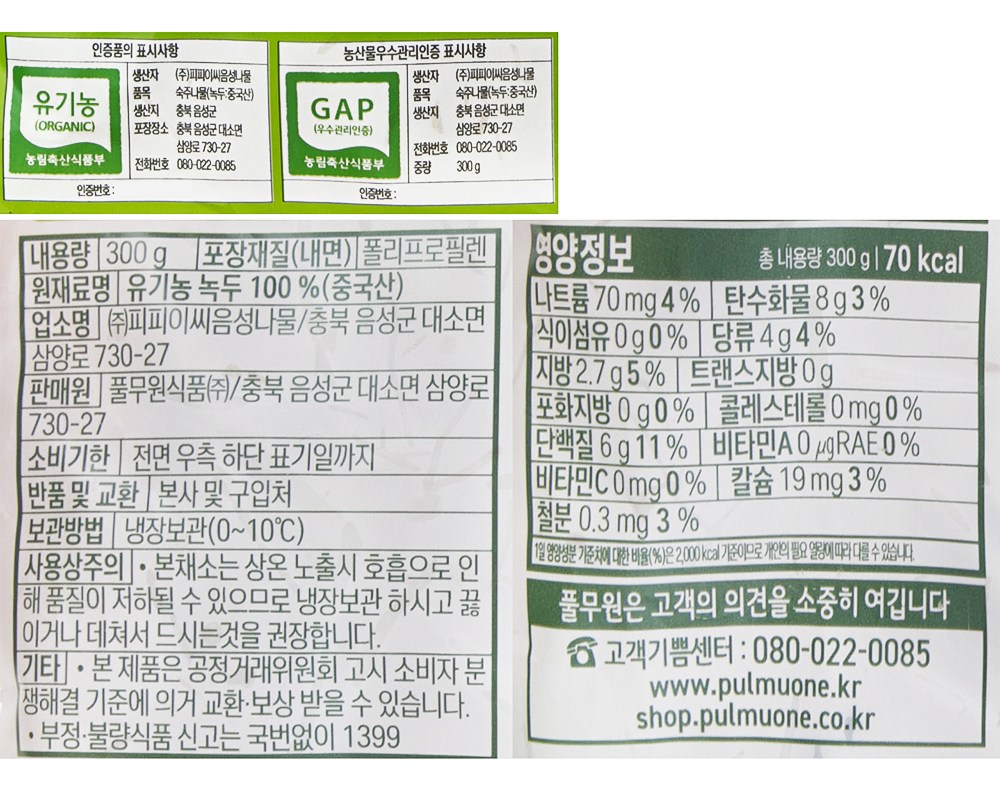 인증품의 표시사항
유기농
(ORGANIC)
농림축산식품부
생산자 (주)피피이씨음성나물
품목 숙주나물(녹두:중국산)
생산지 충북 음성군
포장장소 충북 음성군 대소면
삼양로 730-27
전화번호 080-022-0085
인증번호 :
농산물우수관리인증 표시사항
GAP
(우수관리인증)
농림축산식품부
생산자 (주)피피이씨음성나물
품목 숙주나물(녹두:중국산)
생산지 충북 음성군 대소면
삼양로 730-27
전화번호 080-022-0085
중량 300 g
인증번호 :
내용량 300 g 포장재질(내면) 폴리프로필렌
원재료명 유기농 녹두 100 %(중국산)
업소명 ㈜피피이씨음성나물/충북 음성군 대소면
삼양로 730-27
판매원 풀무원식품㈜/충북 음성군 대소면 삼양로
730-27
소비기한 전면 우측 하단 표기일까지
반품 및 교환 본사 및 구입처
보관방법 냉장보관(0~10℃)
사용상주의 • 본채소는 상온 노출시 호흡으로 인
해 품질이 저하될 수 있으므로 냉장보관 하시고 끓
이거나 데쳐서 드시는것을 권장합니다.
기타 • 본 제품은 공정거래위원회 고시 소비자 분
쟁해결 기준에 의거 교환·보상 받을 수 있습니다.
• 부정·불량식품 신고는 국번없이 1399
영양정보 총 내용량 300 g | 70 kcal
나트륨 70 mg 4 % 탄수화물 8 g 3 %
식이섬유 0 g 0 % 당류 4 g 4 %
지방 2.7 g 5 % 트랜스지방 0 g
포화지방 0 g 0 % 콜레스테롤 0 mg 0 %
단백질 6 g 11 % 비타민A 0 μgRAE 0 %
비타민C 0 mg 0 % 칼슘 19 mg 3 %
철분 0.3 mg 3 %
1일 영양성분 기준치에 대한 비율(%)은 2,000 kcal 기준이므로 개인의 필요 열량에 따라 다를 수 있습니다.
풀무원은 고객의 의견을 소중히 여깁니다
☎ 고객기쁨센터 : 080-022-0085
www.pulmuone.kr
shop.pulmuone.co.kr